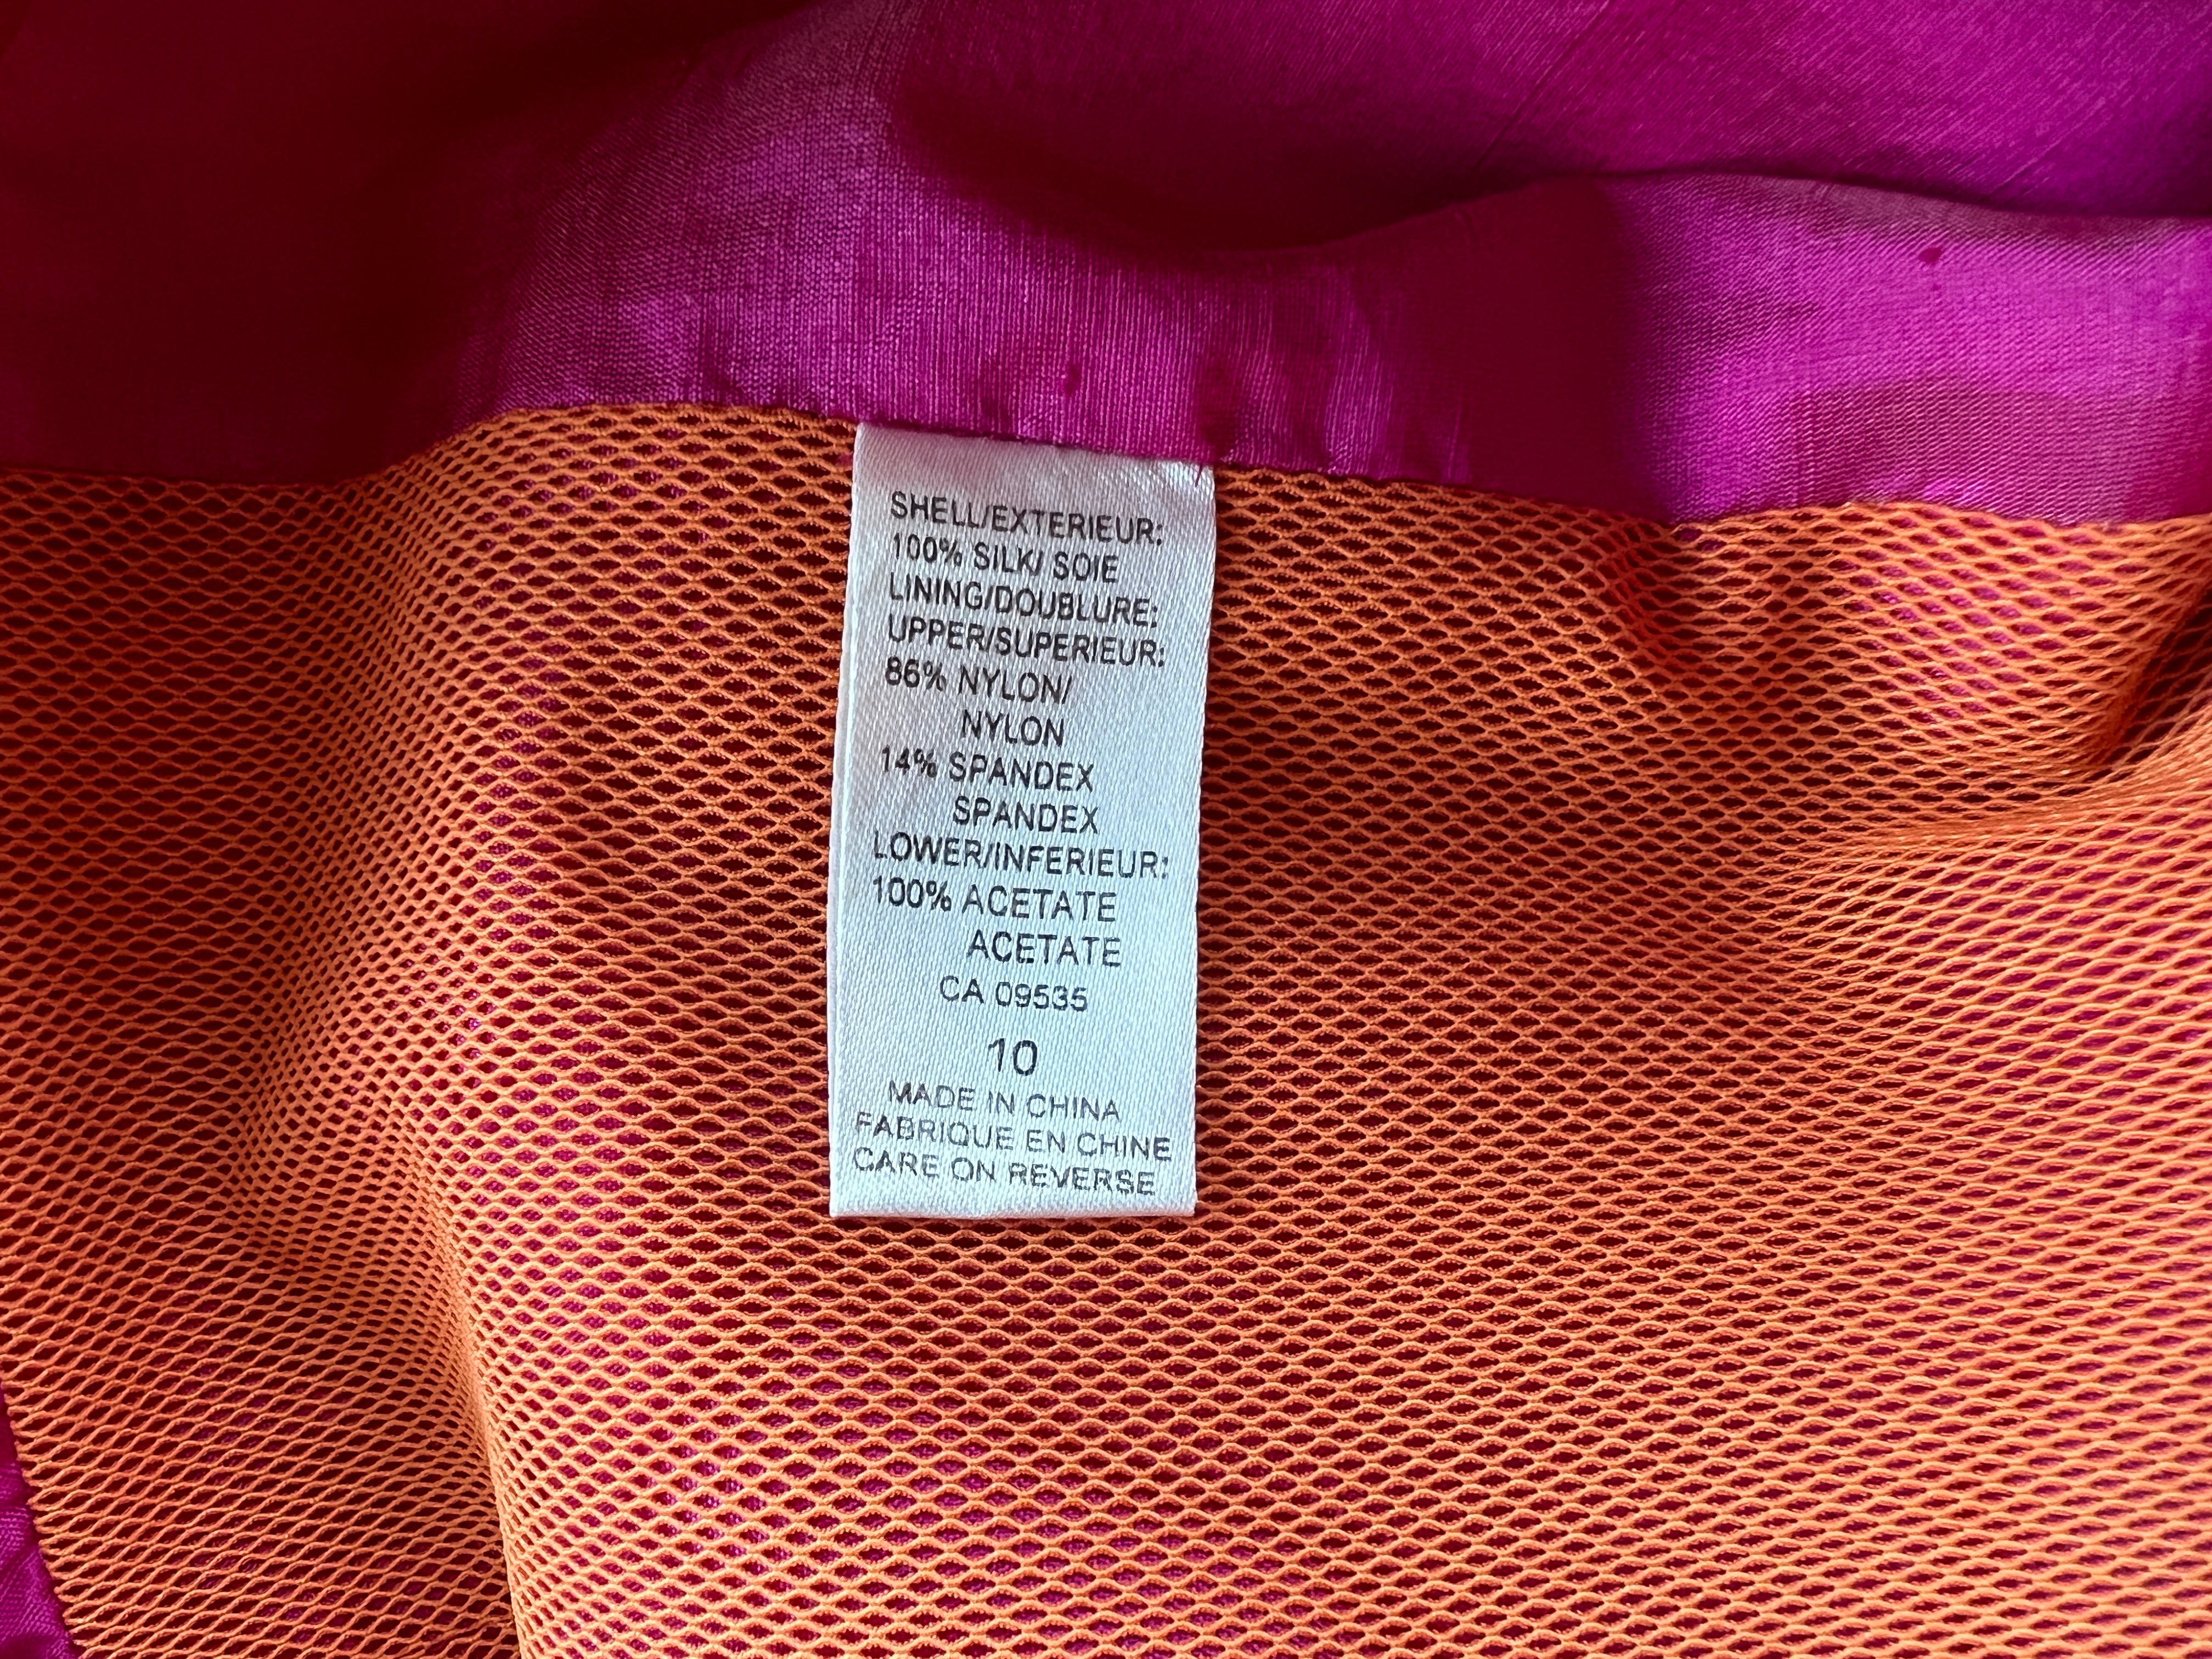 SHELL/EXTERIEUR:
100% SILK/ SOIE
LINING/DOUBLURE:
UPPER/SUPERIEUR:
86% NYLON/
NYLON
14% SPANDEX
SPANDEX
LOWER/INFERIEUR:
100% ACETATE
ACETATE
CA 09535
10
MADE IN CHINA
FABRIQUE EN CHINE
CARE ON REVERSE